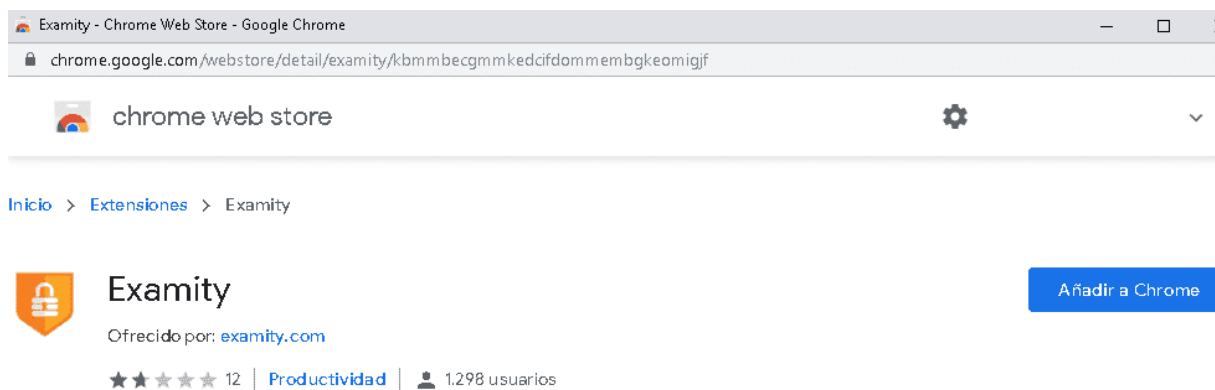 Examity - Chrome Web Store - Google Chrome
chrome.google.com/webstore/detail/examity/kbmmbecgmmkedcifdommembgkeomigjf
chrome web store
Inicio > Extensiones > Examity
Examity
Añadir a Chrome
Ofrecido por: examity.com
12 | Productividad | 1.298 usuarios